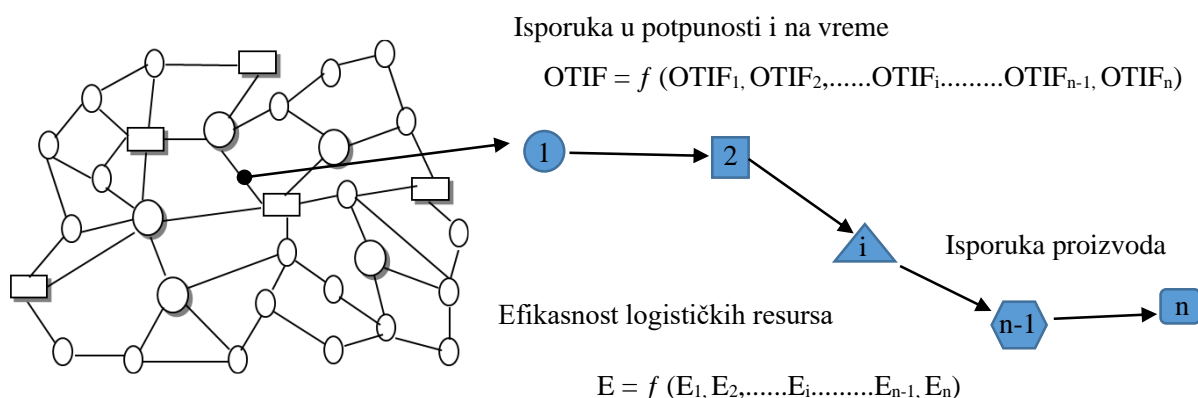 Isporuka u potpunosti i na vreme
OTIF = f (OTIF1, OTIF2,......OTIFi.........OTIFn-1, OTIFn)
1
2
i
Isporuka proizvoda
n-1
n
Efikasnost logističkih resursa
E = f (E1, E2,......Ei.........En-1, En)